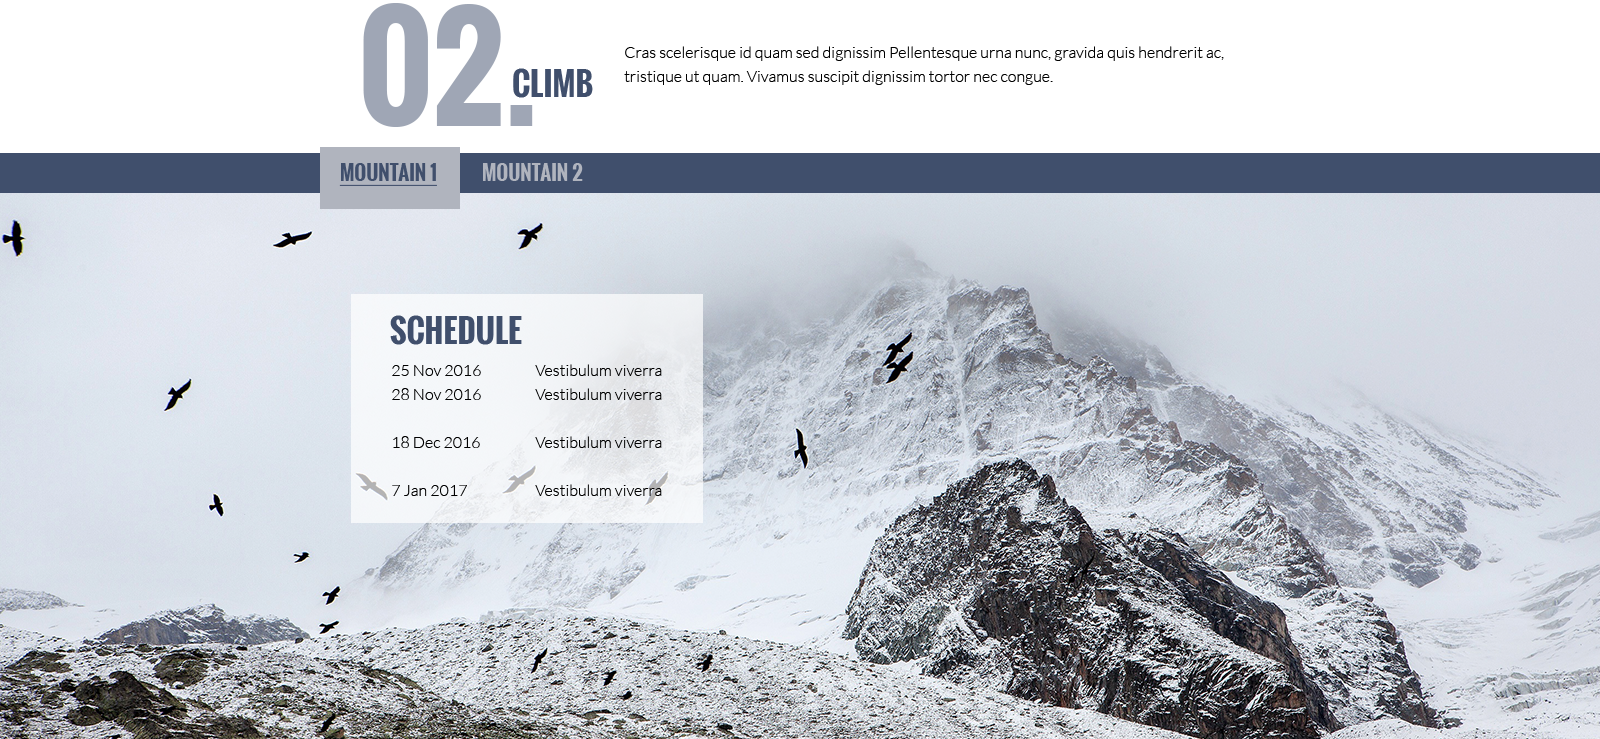 02. CLIMB
Cras scelerisque id quam sed dignissim Pellentesque urna nunc, gravida quis hendrerit ac,
tristique ut quam. Vivamus suscipit dignissim tortor nec congue.
MOUNTAIN 1 MOUNTAIN 2
SCHEDULE
25 Nov 2016 Vestibulum viverra
28 Nov 2016 Vestibulum viverra
18 Dec 2016 Vestibulum viverra
7 Jan 2017 Vestibulum viverra